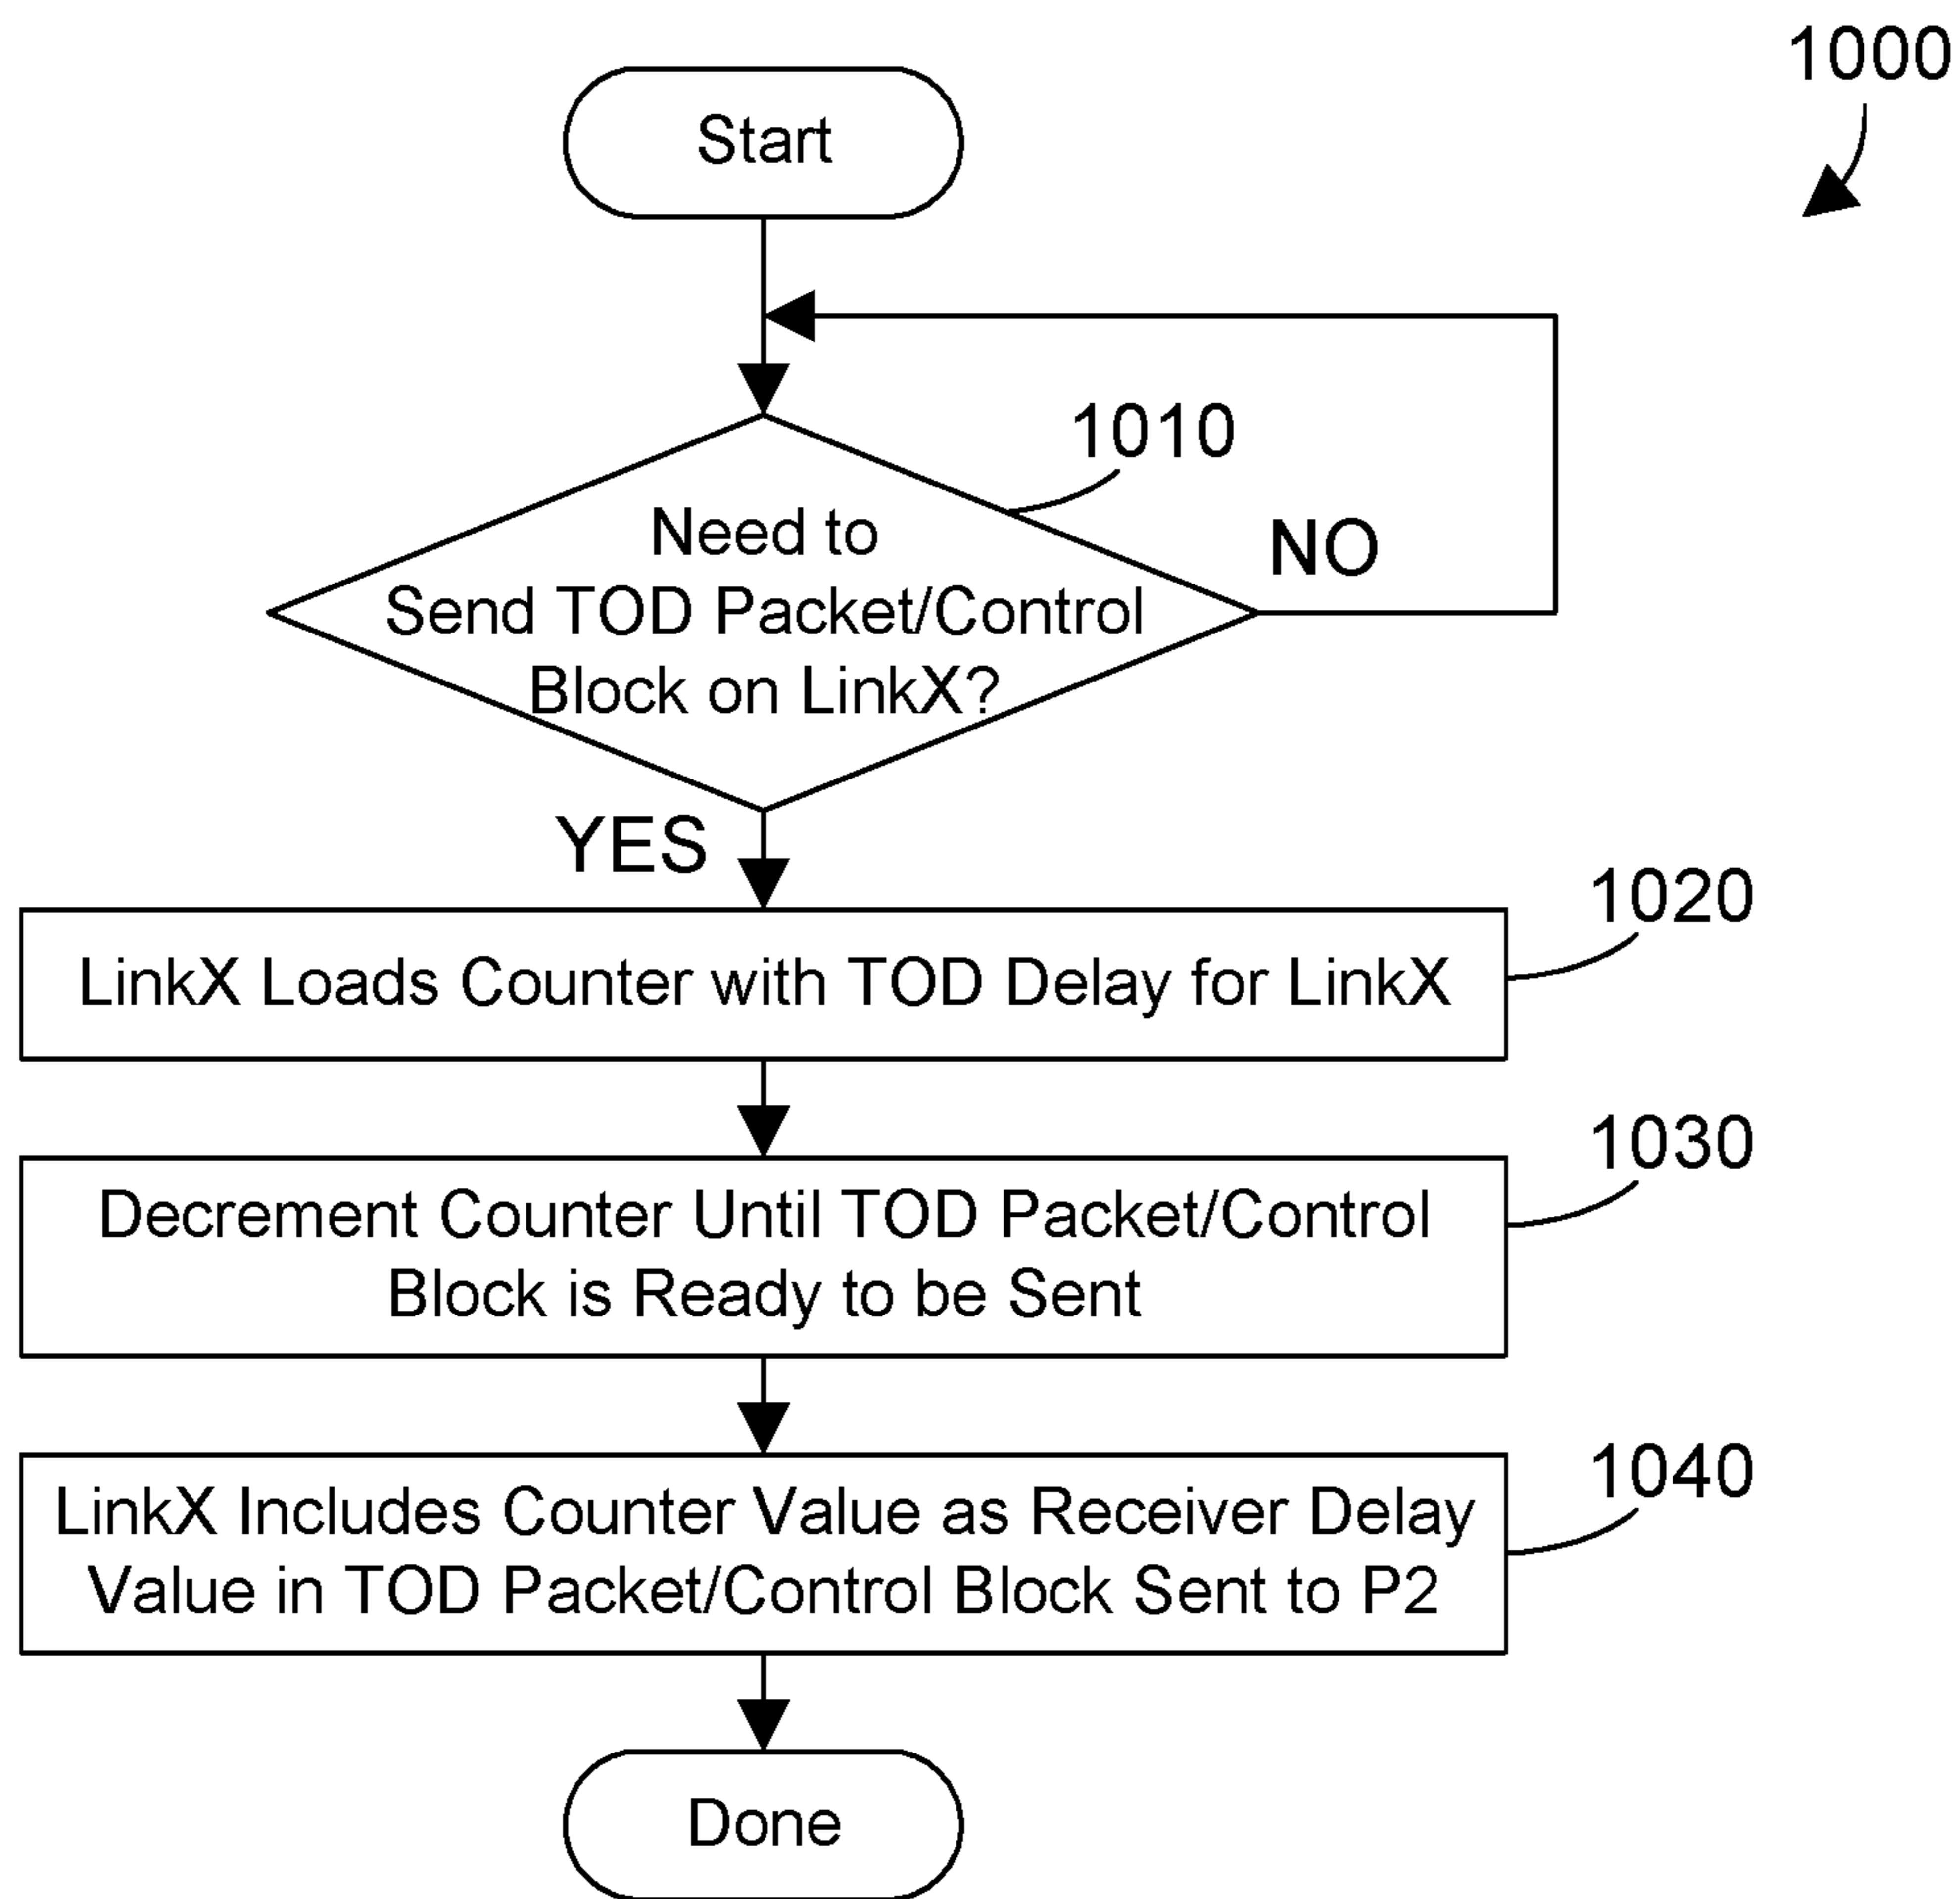 1000
Start
1010
Need to
Send TOD Packet/Control
Block on LinkX?
NO
YES
1020
LinkX Loads Counter with TOD Delay for LinkX
1030
Decrement Counter Until TOD Packet/Control
Block is Ready to be Sent
1040
LinkX Includes Counter Value as Receiver Delay
Value in TOD Packet/Control Block Sent to P2
Done